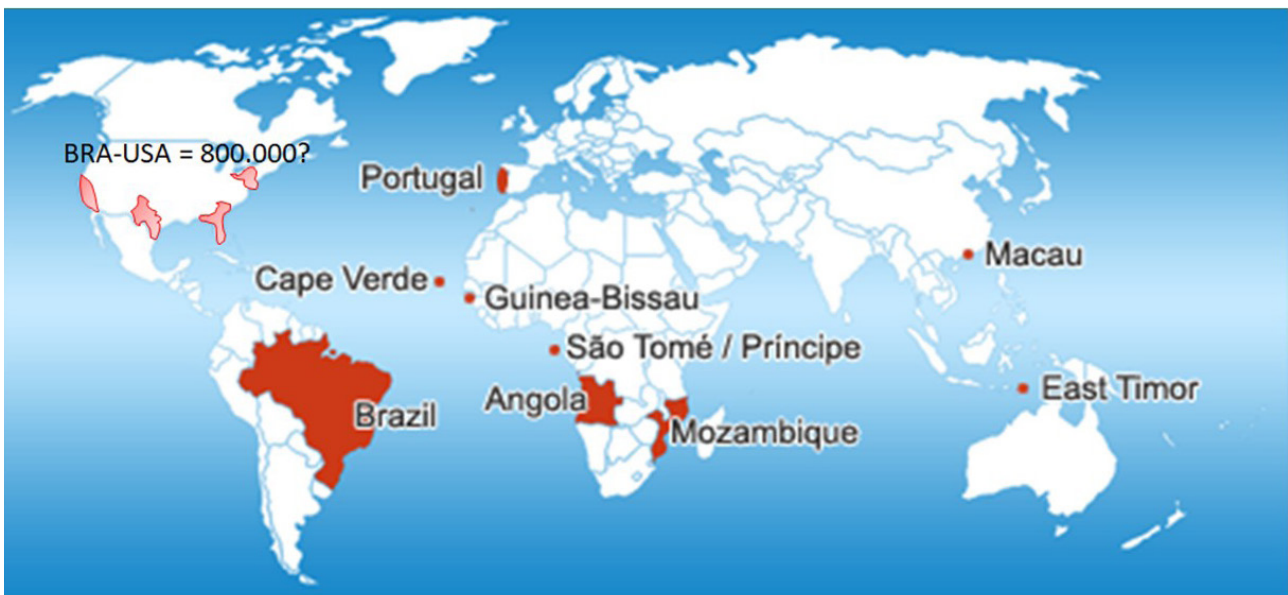 BRA-USA = 800.000?
Portugal
Macau
Cape Verde
Guinea-Bissau
São Tomé / Príncipe
East Timor
Angola
Brazil
Mozambique